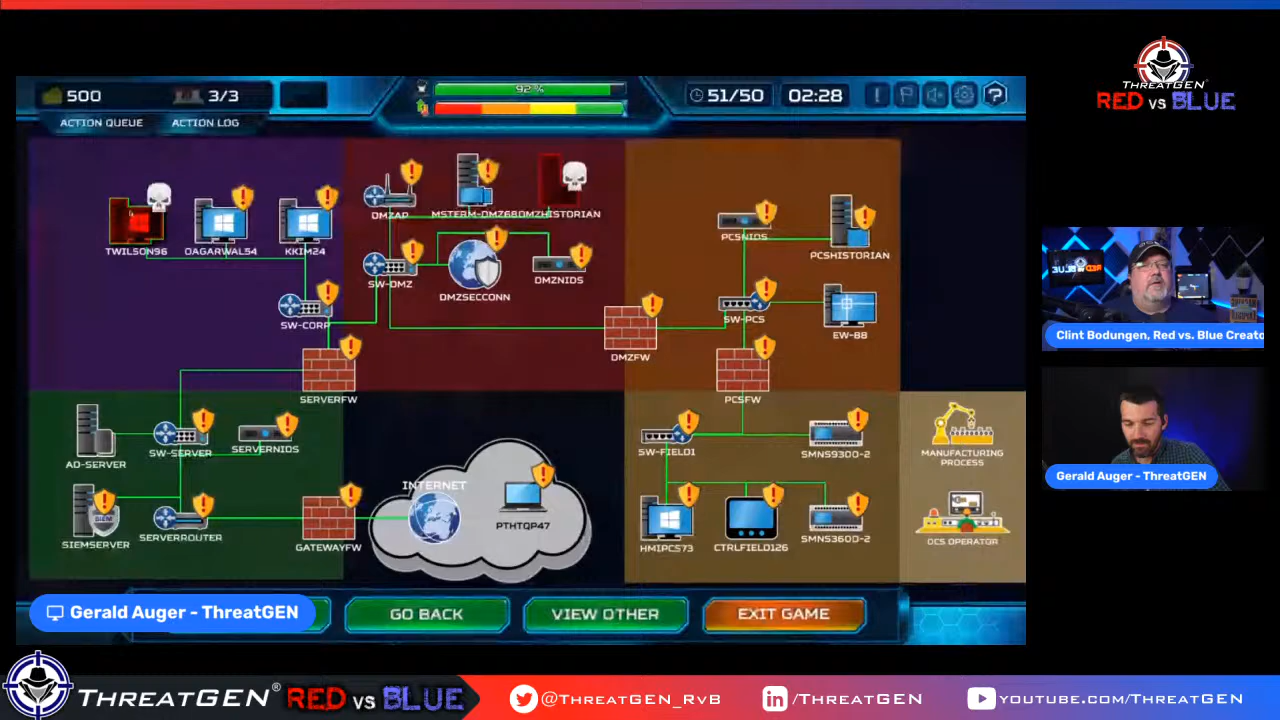 THREATGEN®
RED vs BLUE
500
3/3
92%
51/50
02:28
ACTION QUEUE
ACTION LOG
TWILSON96
OAGARWAL54
KKIM24
DMZAP
MSTERM-DMZ68
DMZHISTORIAN
PCSNIDS
PCSHISTORIAN
SW-DMZ
DMZSECCONN
DMZNIDS
SW-CORP
SW-PCS
EW-88
DMZFW
SERVERFW
PCSFW
AD-SERVER
SW-SERVER
SERVERNIDS
SW-FIELD1
SMNS9300-2
MANUFACTURING
PROCESS
INTERNET
PTHTQP47
SIEM
SIEMSERVER
SERVERROUTER
GATEWAYFW
HMIPCS73
CTRLFIELD126
SMNS3600-2
OCS OPERATOR
Gerald Auger - ThreatGEN
GO BACK
VIEW OTHER
EXIT GAME
Clint Bodungen, Red vs. Blue Creato
Gerald Auger - ThreatGEN
THREATGEN® RED vs BLUE
@THREATGEN_RVB
/THREATGEN
YOUTUBE.COM/THREATGEN